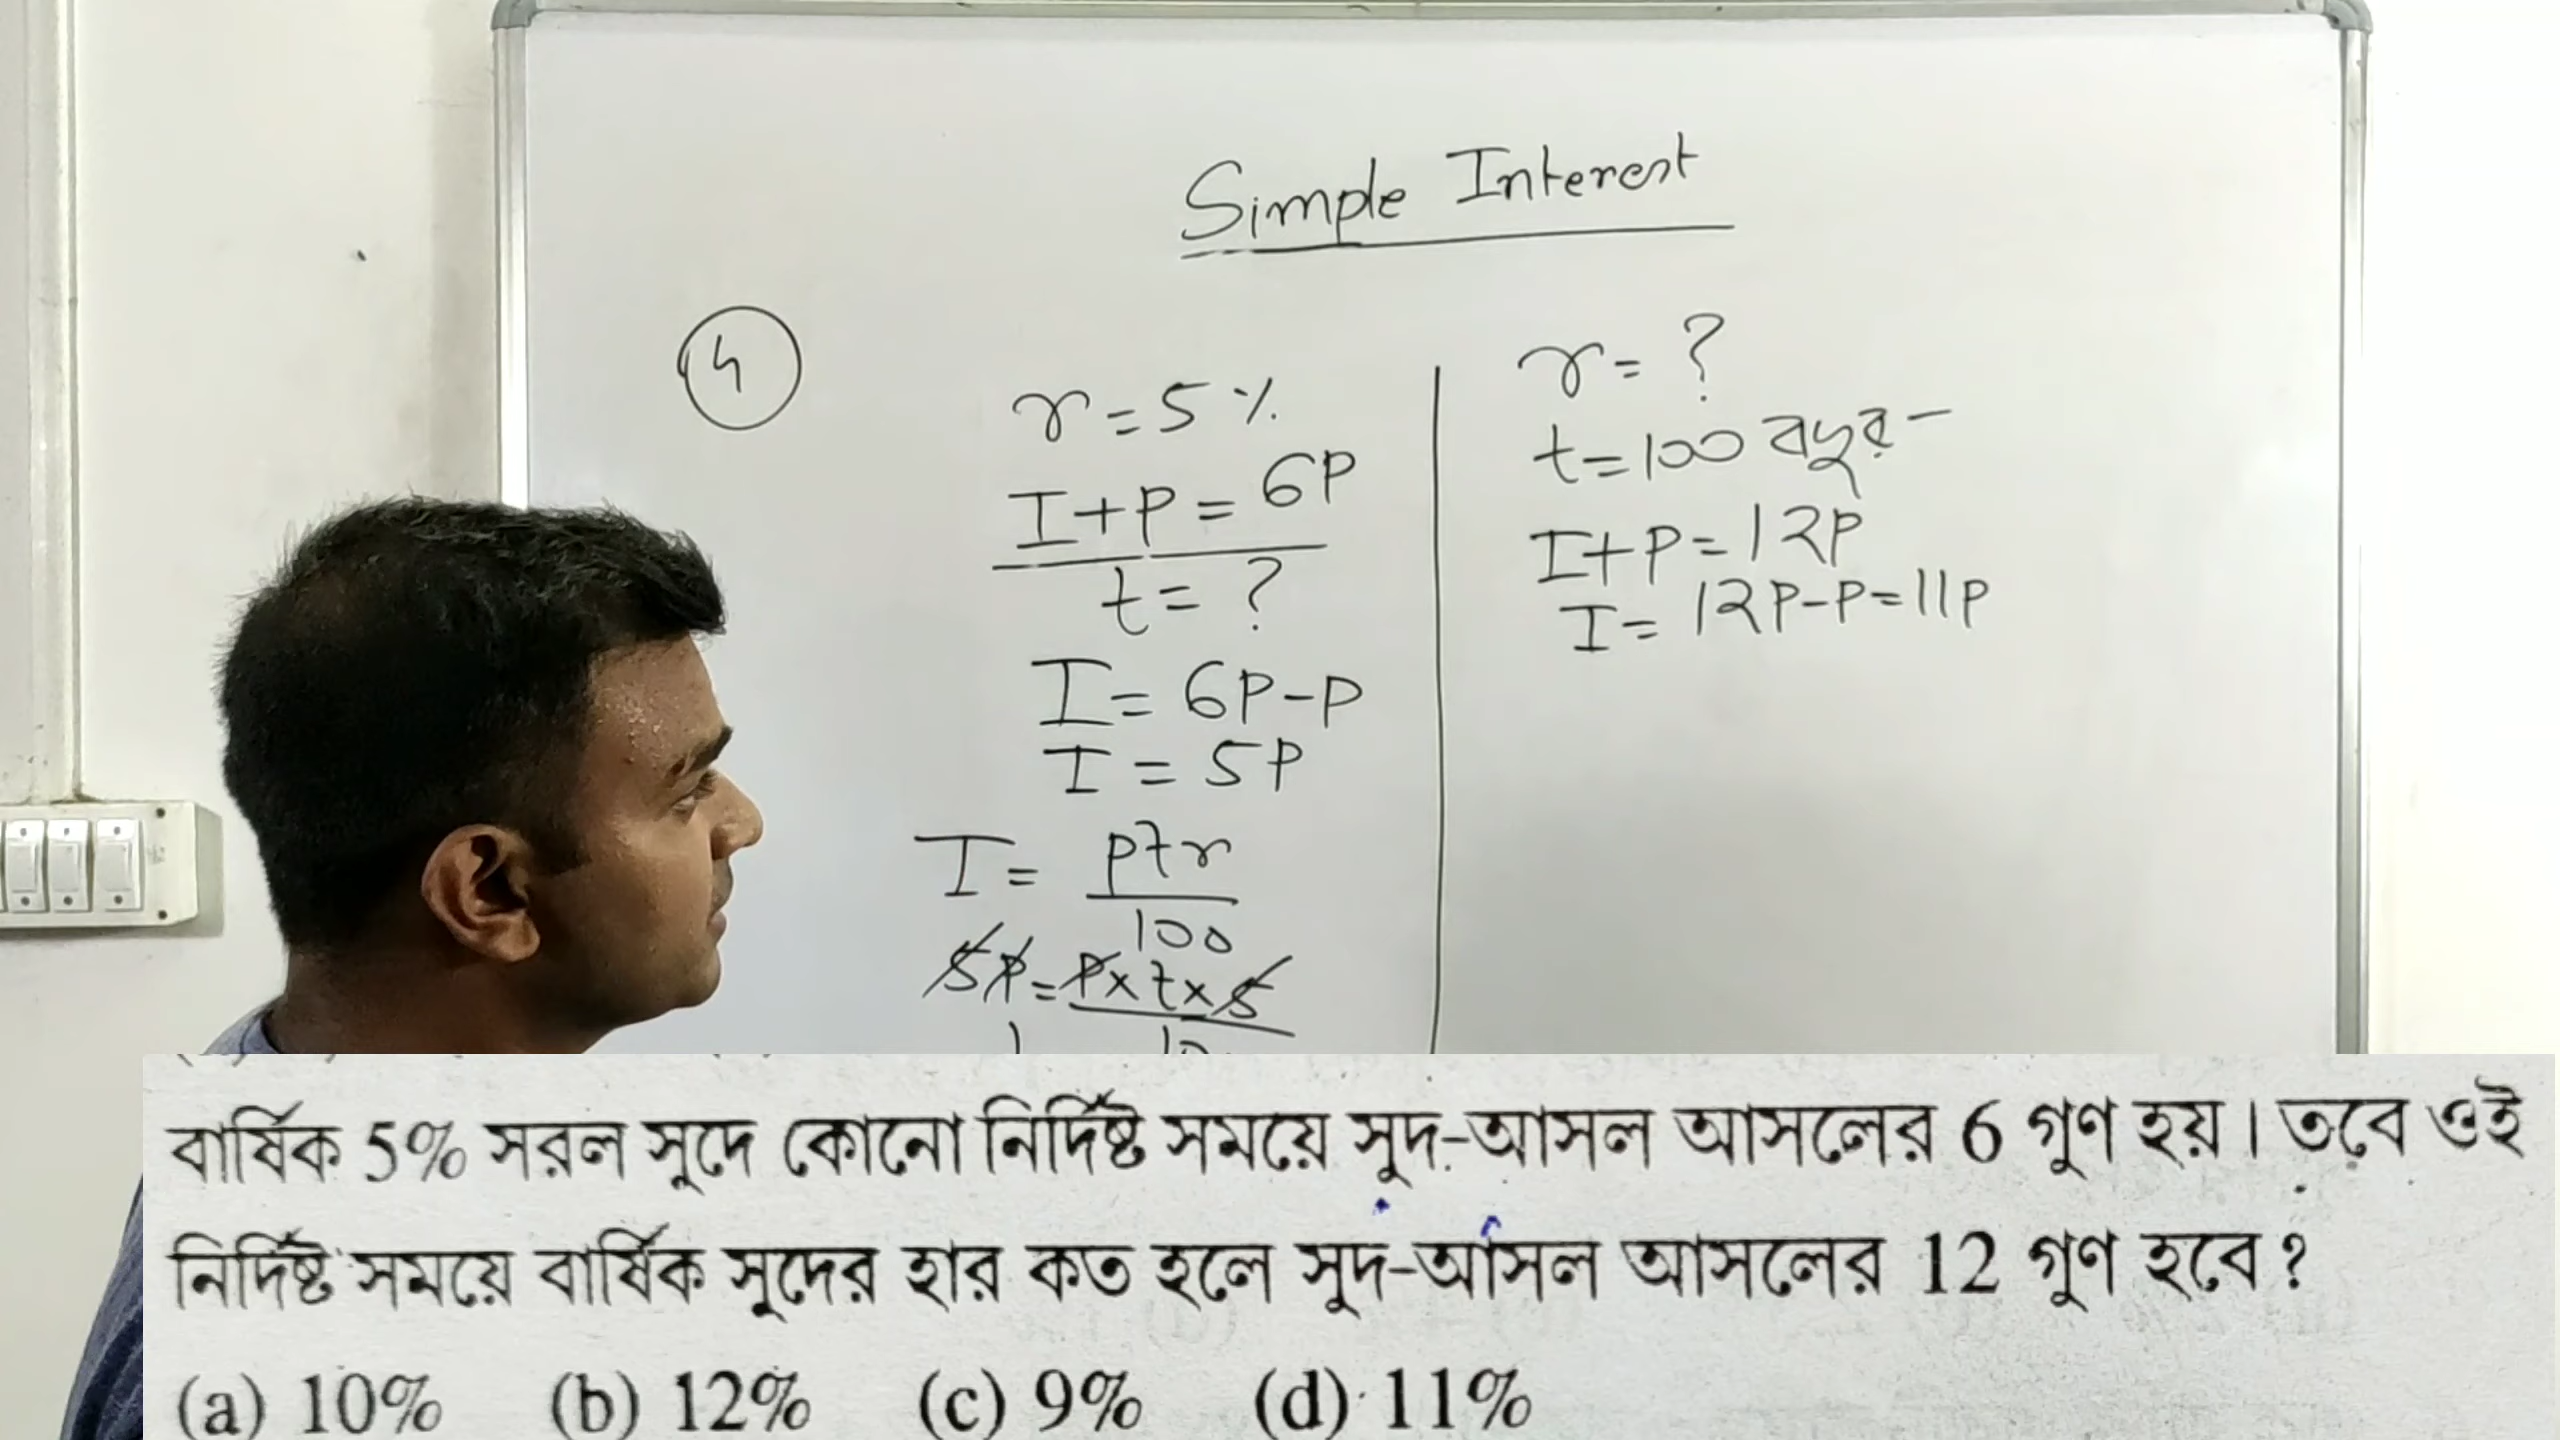 Simple Interest
4
r = 5%
I + P = 6P
t = ?
I = 6P - P
I = 5P
I = ptr
100
5P = P x t x 5
r = ?
t = 100 বছর
I + P = 12P
I = 12P - P = 11P
বার্ষিক 5% সরল সুদে কোনো নির্দিষ্ট সময়ে সুদ-আসল আসলের 6 গুণ হয়। তবে ওই
নির্দিষ্ট সময়ে বার্ষিক সুদের হার কত হলে সুদ-আসল আসলের 12 গুণ হবে?
(a) 10% (b) 12% (c) 9% (d) 11%